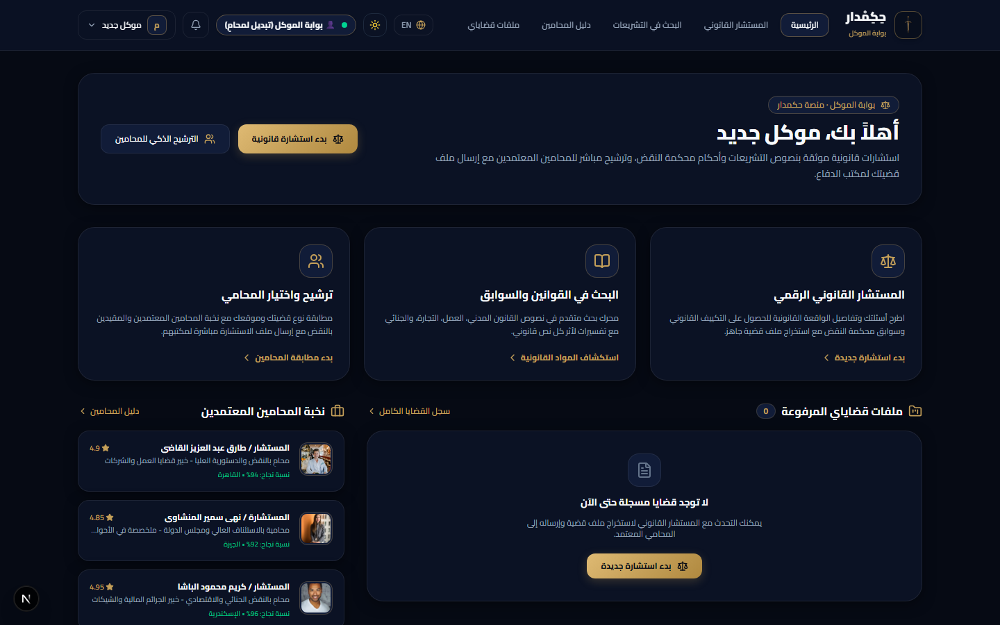 حِكِمْدار
بوابة الموكل
الرئيسية
المستشار القانوني
البحث في التشريعات
دليل المحامين
ملفات قضاياي
EN
بوابة الموكل (تبديل لمحامٍ)
م
موكل جديد
بوابة الموكل · منصة حكمدار
أهلاً بك، موكل جديد
استشارات قانونية موثقة بنصوص التشريعات وأحكام محكمة النقض، وترشيح مباشر للمحامين المعتمدين مع إرسال ملف
قضيتك لمكتب الدفاع.
بدء استشارة قانونية
الترشيح الذكي للمحامين
المستشار القانوني الرقمي
اطرح أسئلتك وتفاصيل الواقعة القانونية للحصول على التكييف القانوني
وسوابق محكمة النقض مع استخراج ملف قضية جاهز.
بدء استشارة جديدة
البحث في القوانين والسوابق
محرك بحث متقدم في نصوص القانون المدني، العمل، التجارة، والجنائي
مع تفسيرات لأثر كل نص قانوني.
استكشاف المواد القانونية
ترشيح واختيار المحامي
مطابقة نوع قضيتك وموقعك مع نخبة المحامين المعتمدين والمقيدين
بالنقض مع إرسال ملف الاستشارة مباشرة لمكتبهم.
بدء مطابقة المحامين
ملفات قضاياي المرفوعة
0
سجل القضايا الكامل
لا توجد قضايا مسجلة حتى الآن
يمكنك التحدث مع المستشار القانوني لاستخراج ملف قضية وإرساله إلى
المحامي المعتمد.
بدء استشارة جديدة
نخبة المحامين المعتمدين
دليل المحامين
المستشار / طارق عبد العزيز القاضي
4.9
محامٍ بالنقض والدستورية العليا - خبير قضايا العمل والشركات
نسبة نجاح: 94% • القاهرة
المستشارة / نهى سمير المنشاوي
4.85
محامية بالاستئناف العالي ومجلس الدولة - متخصصة في الأحوا...
نسبة نجاح: 92% • الجيزة
المستشار / كريم محمود الباشا
4.95
محامٍ بالنقض الجنائي والاقتصادي - خبير الجرائم المالية والشيكات
نسبة نجاح: 96% • الإسكندرية
N